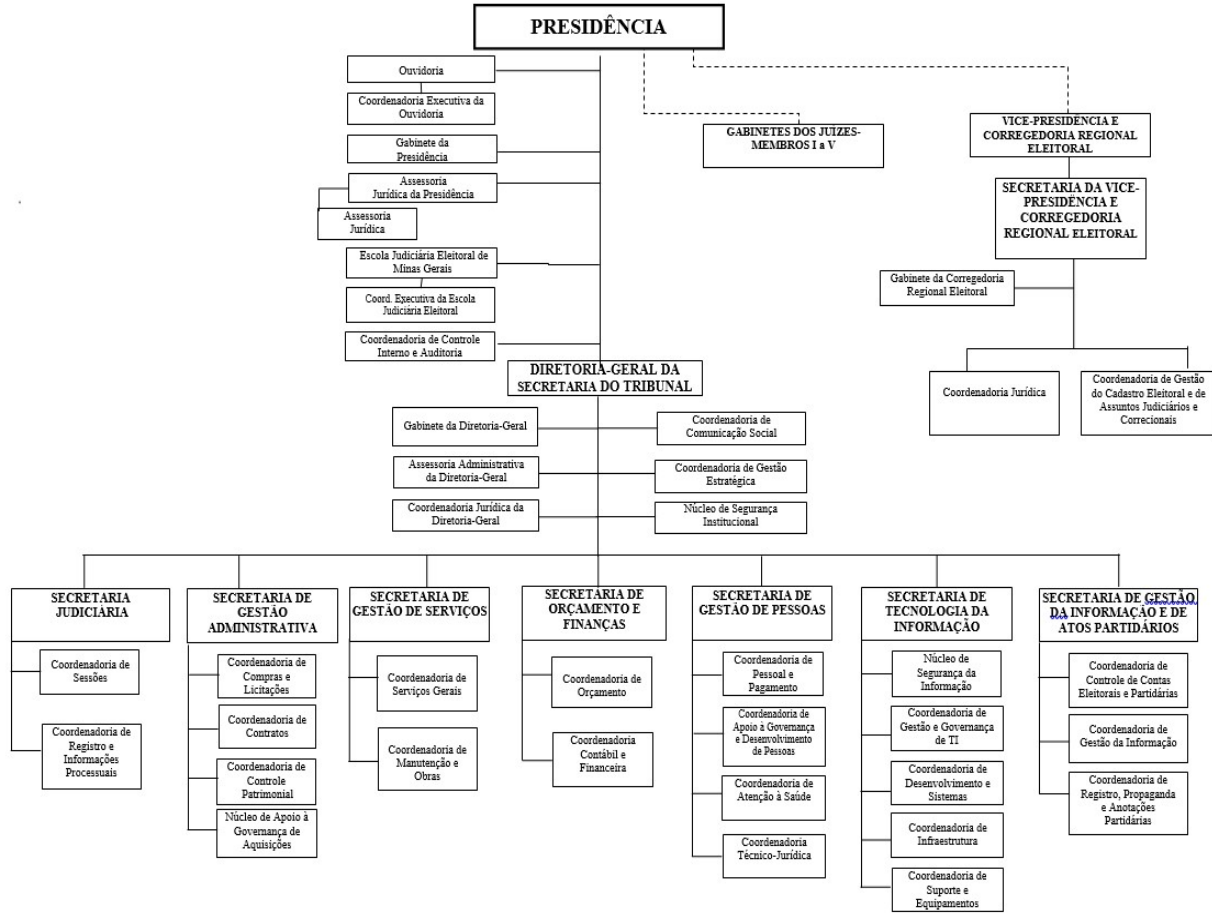 PRESIDÊNCIA
Ouvidoria
Coordenadoria Executiva da
Ouvidoria
Gabinete da
Presidência
Assessoria
Jurídica da Presidência
Assessoria
Jurídica
Escola Judiciária Eleitoral de
Minas Gerais
Coord. Executiva da Escola
Judiciária Eleitoral
Coordenadoria de Controle
Interno e Auditoria
GABINETES DOS JUÍZES-
MEMBROS I a V
VICE-PRESIDÊNCIA E
CORREGEDORIA REGIONAL
ELEITORAL
SECRETARIA DA VICE-
PRESIDÊNCIA E
CORREGEDORIA
REGIONAL ELEITORAL
Gabinete da Corregedoria
Regional Eleitoral
Coordenadoria Jurídica
Coordenadoria de Gestão
do Cadastro Eleitoral e de
Assuntos Judiciários e
Correcionais
DIRETORIA-GERAL DA
SECRETARIA DO TRIBUNAL
Gabinete da Diretoria-Geral
Coordenadoria de
Comunicação Social
Assessoria Administrativa
da Diretoria-Geral
Coordenadoria de Gestão
Estratégica
Coordenadoria Jurídica da
Diretoria-Geral
Núcleo de Segurança
Institucional
SECRETARIA
JUDICIÁRIA
Coordenadoria de
Sessões
Coordenadoria de
Registro e
Informações
Processuais
SECRETARIA DE
GESTÃO
ADMINISTRATIVA
Coordenadoria de
Compras e
Licitações
Coordenadoria de
Contratos
Coordenadoria de
Controle
Patrimonial
Núcleo de Apoio à
Governança de
Aquisições
SECRETARIA DE
GESTÃO DE SERVIÇOS
Coordenadoria de
Serviços Gerais
Coordenadoria de
Manutenção e
Obras
SECRETARIA DE
ORÇAMENTO E
FINANÇAS
Coordenadoria de
Orçamento
Coordenadoria
Contábil e
Financeira
SECRETARIA DE
GESTÃO DE PESSOAS
Coordenadoria de
Pessoal e
Pagamento
Coordenadoria de
Apoio à Governança
e Desenvolvimento
de Pessoas
Coordenadoria de
Atenção à Saúde
Coordenadoria
Técnico-Jurídica
SECRETARIA DE
TECNOLOGIA DA
INFORMAÇÃO
Núcleo de
Segurança da
Informação
Coordenadoria de
Gestão e Governança
de TI
Coordenadoria de
Desenvolvimento e
Sistemas
Coordenadoria de
Infraestrutura
Coordenadoria de
Suporte e
Equipamentos
SECRETARIA DE GESTÃO
DA INFORMAÇÃO E DE
ATOS PARTIDÁRIOS
Coordenadoria de
Controle de Contas
Eleitorais e Partidárias
Coordenadoria de
Gestão da Informação
Coordenadoria de
Registro, Propaganda
e Anotações
Partidárias